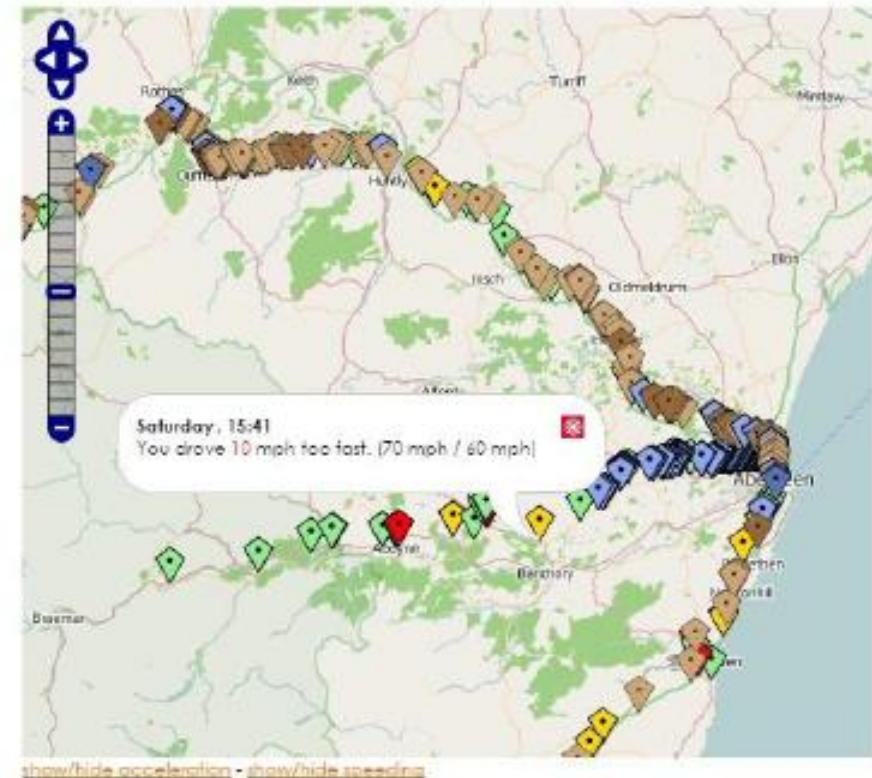 Rothes
Keith
Turriff
Mintlaw
Huntly
Ellon
Insch
Oldmeldrum
Alford
Saturday, 15:41
You drove 10 mph too fast. (70 mph / 60 mph)
Aboyne
Banchory
Braemar
show/hide acceleration - show/hide speeding